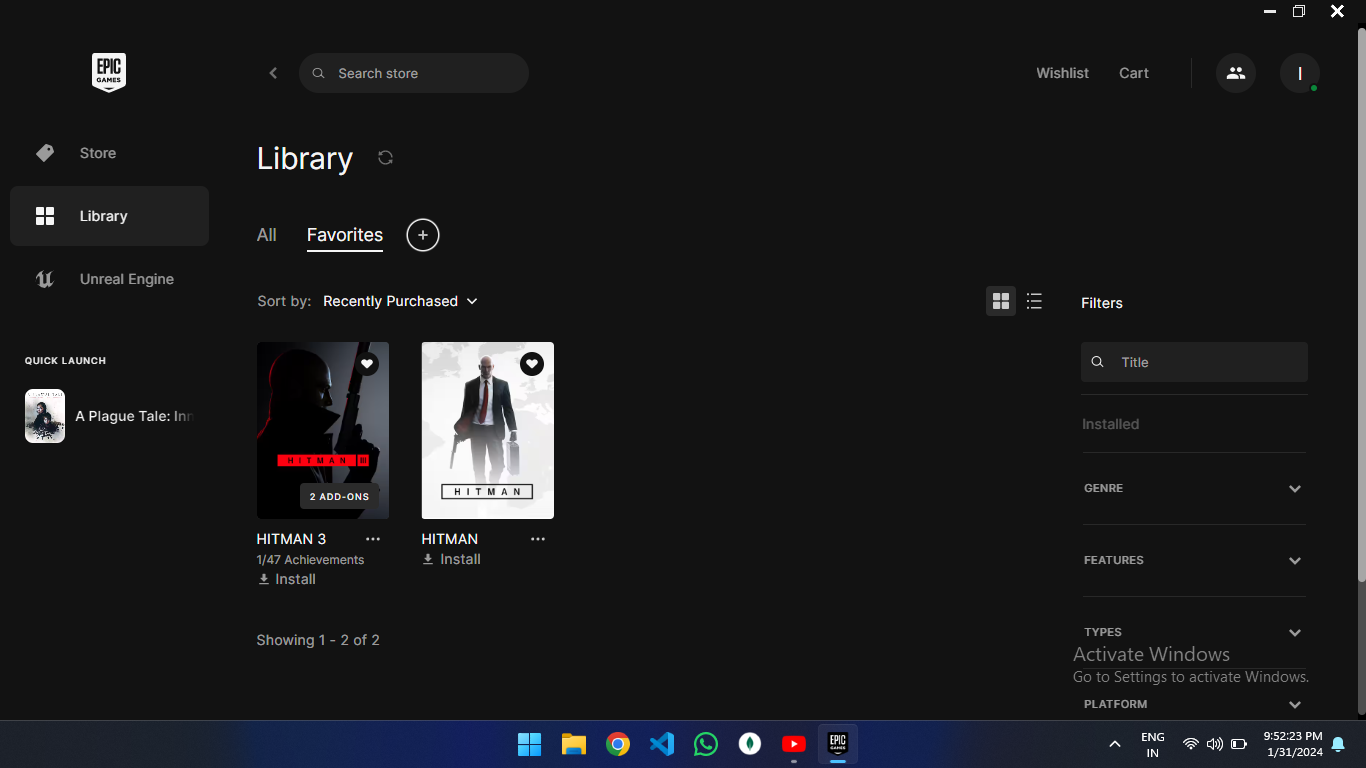 EPIC
GAMES
Search store
Wishlist
Cart
I
Store
Library
Unreal Engine
QUICK LAUNCH
A Plague Tale: Inn
Library
All
Favorites
Sort by:
Recently Purchased
HITMAN III
2 ADD-ONS
HITMAN 3
1/47 Achievements
Install
HITMAN
HITMAN
Install
Showing 1 - 2 of 2
Filters
Title
Installed
GENRE
FEATURES
TYPES
Activate Windows
Go to Settings to activate Windows.
PLATFORM
EPIC
GAMES
ENG
IN
9:52:23 PM
1/31/2024